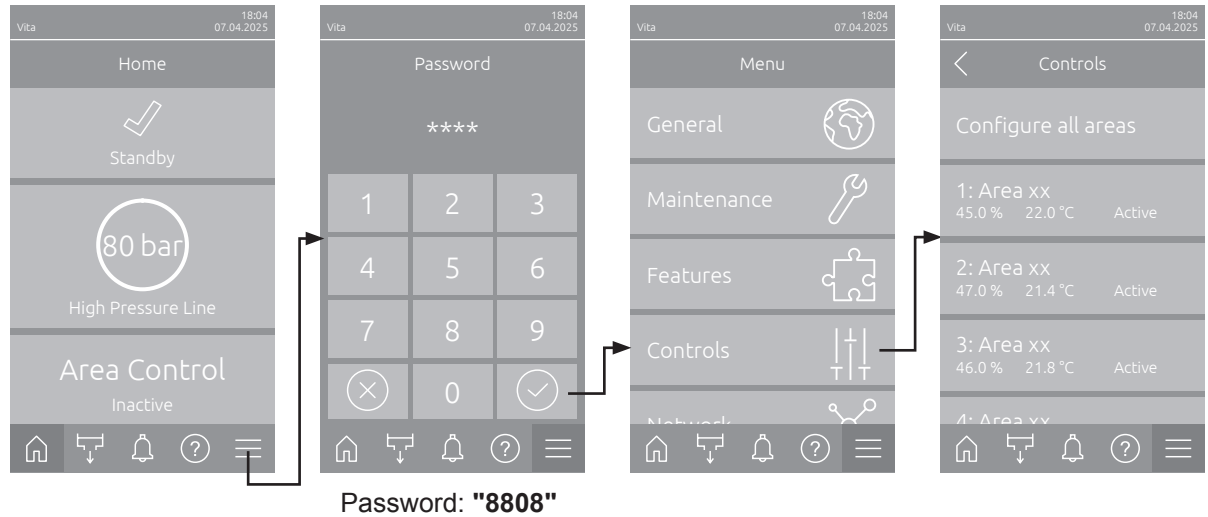 18:04
Vita 07.04.2025
Home
Standby
80 bar
High Pressure Line
Area Control
Inactive
18:04
Vita 07.04.2025
Password
****
1 2 3
4 5 6
7 8 9
0
?
18:04
Vita 07.04.2025
Menu
General
Maintenance
Features
Controls
Network
?
18:04
Vita 07.04.2025
Controls
Configure all areas
1: Area xx
45.0 % 22.0 °C Active
2: Area xx
47.0 % 21.4 °C Active
3: Area xx
46.0 % 21.8 °C Active
4: Area xx
?
Password: "8808"